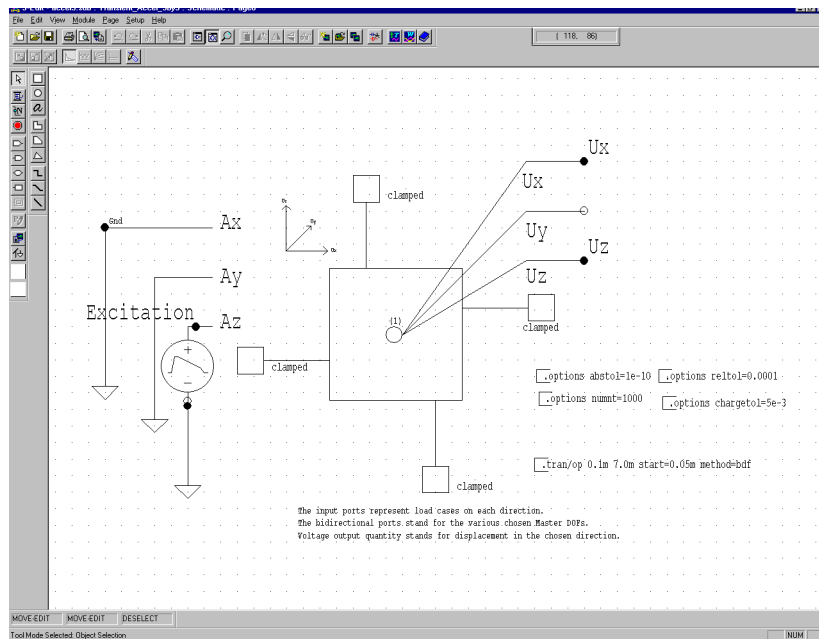 File Edit View Module Page Setup Help
( 118, 86)
Ux
clamped
Ux
Gnd
Ax
Uy
Uz
Ay
Uz
Excitation
Az
(1)
clamped
clamped
.options abstol=1e-10
.options reltol=0.0001
.options numnt=1000
.options chargetol=5e-3
.tran/op 0.1m 7.0m start=0.05m method=bdf
clamped
The input ports represent load cases on each direction.
The bidirectional ports stand for the various chosen Master DOFs.
Voltage output quantity stands for displacement in the chosen direction.
MOVE-EDIT MOVE-EDIT DESELECT
Tool Mode Selected: Object Selection
NUM